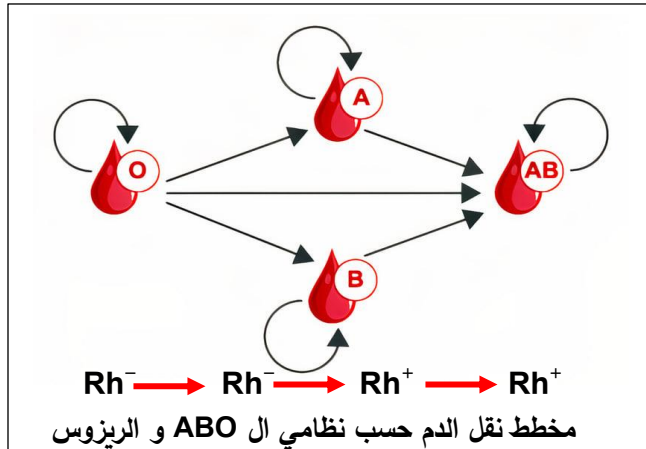 A
O
AB
B
Rh⁻ Rh⁻ Rh⁺ Rh⁺
مخطط نقل الدم حسب نظامي ال ABO و الريزوس